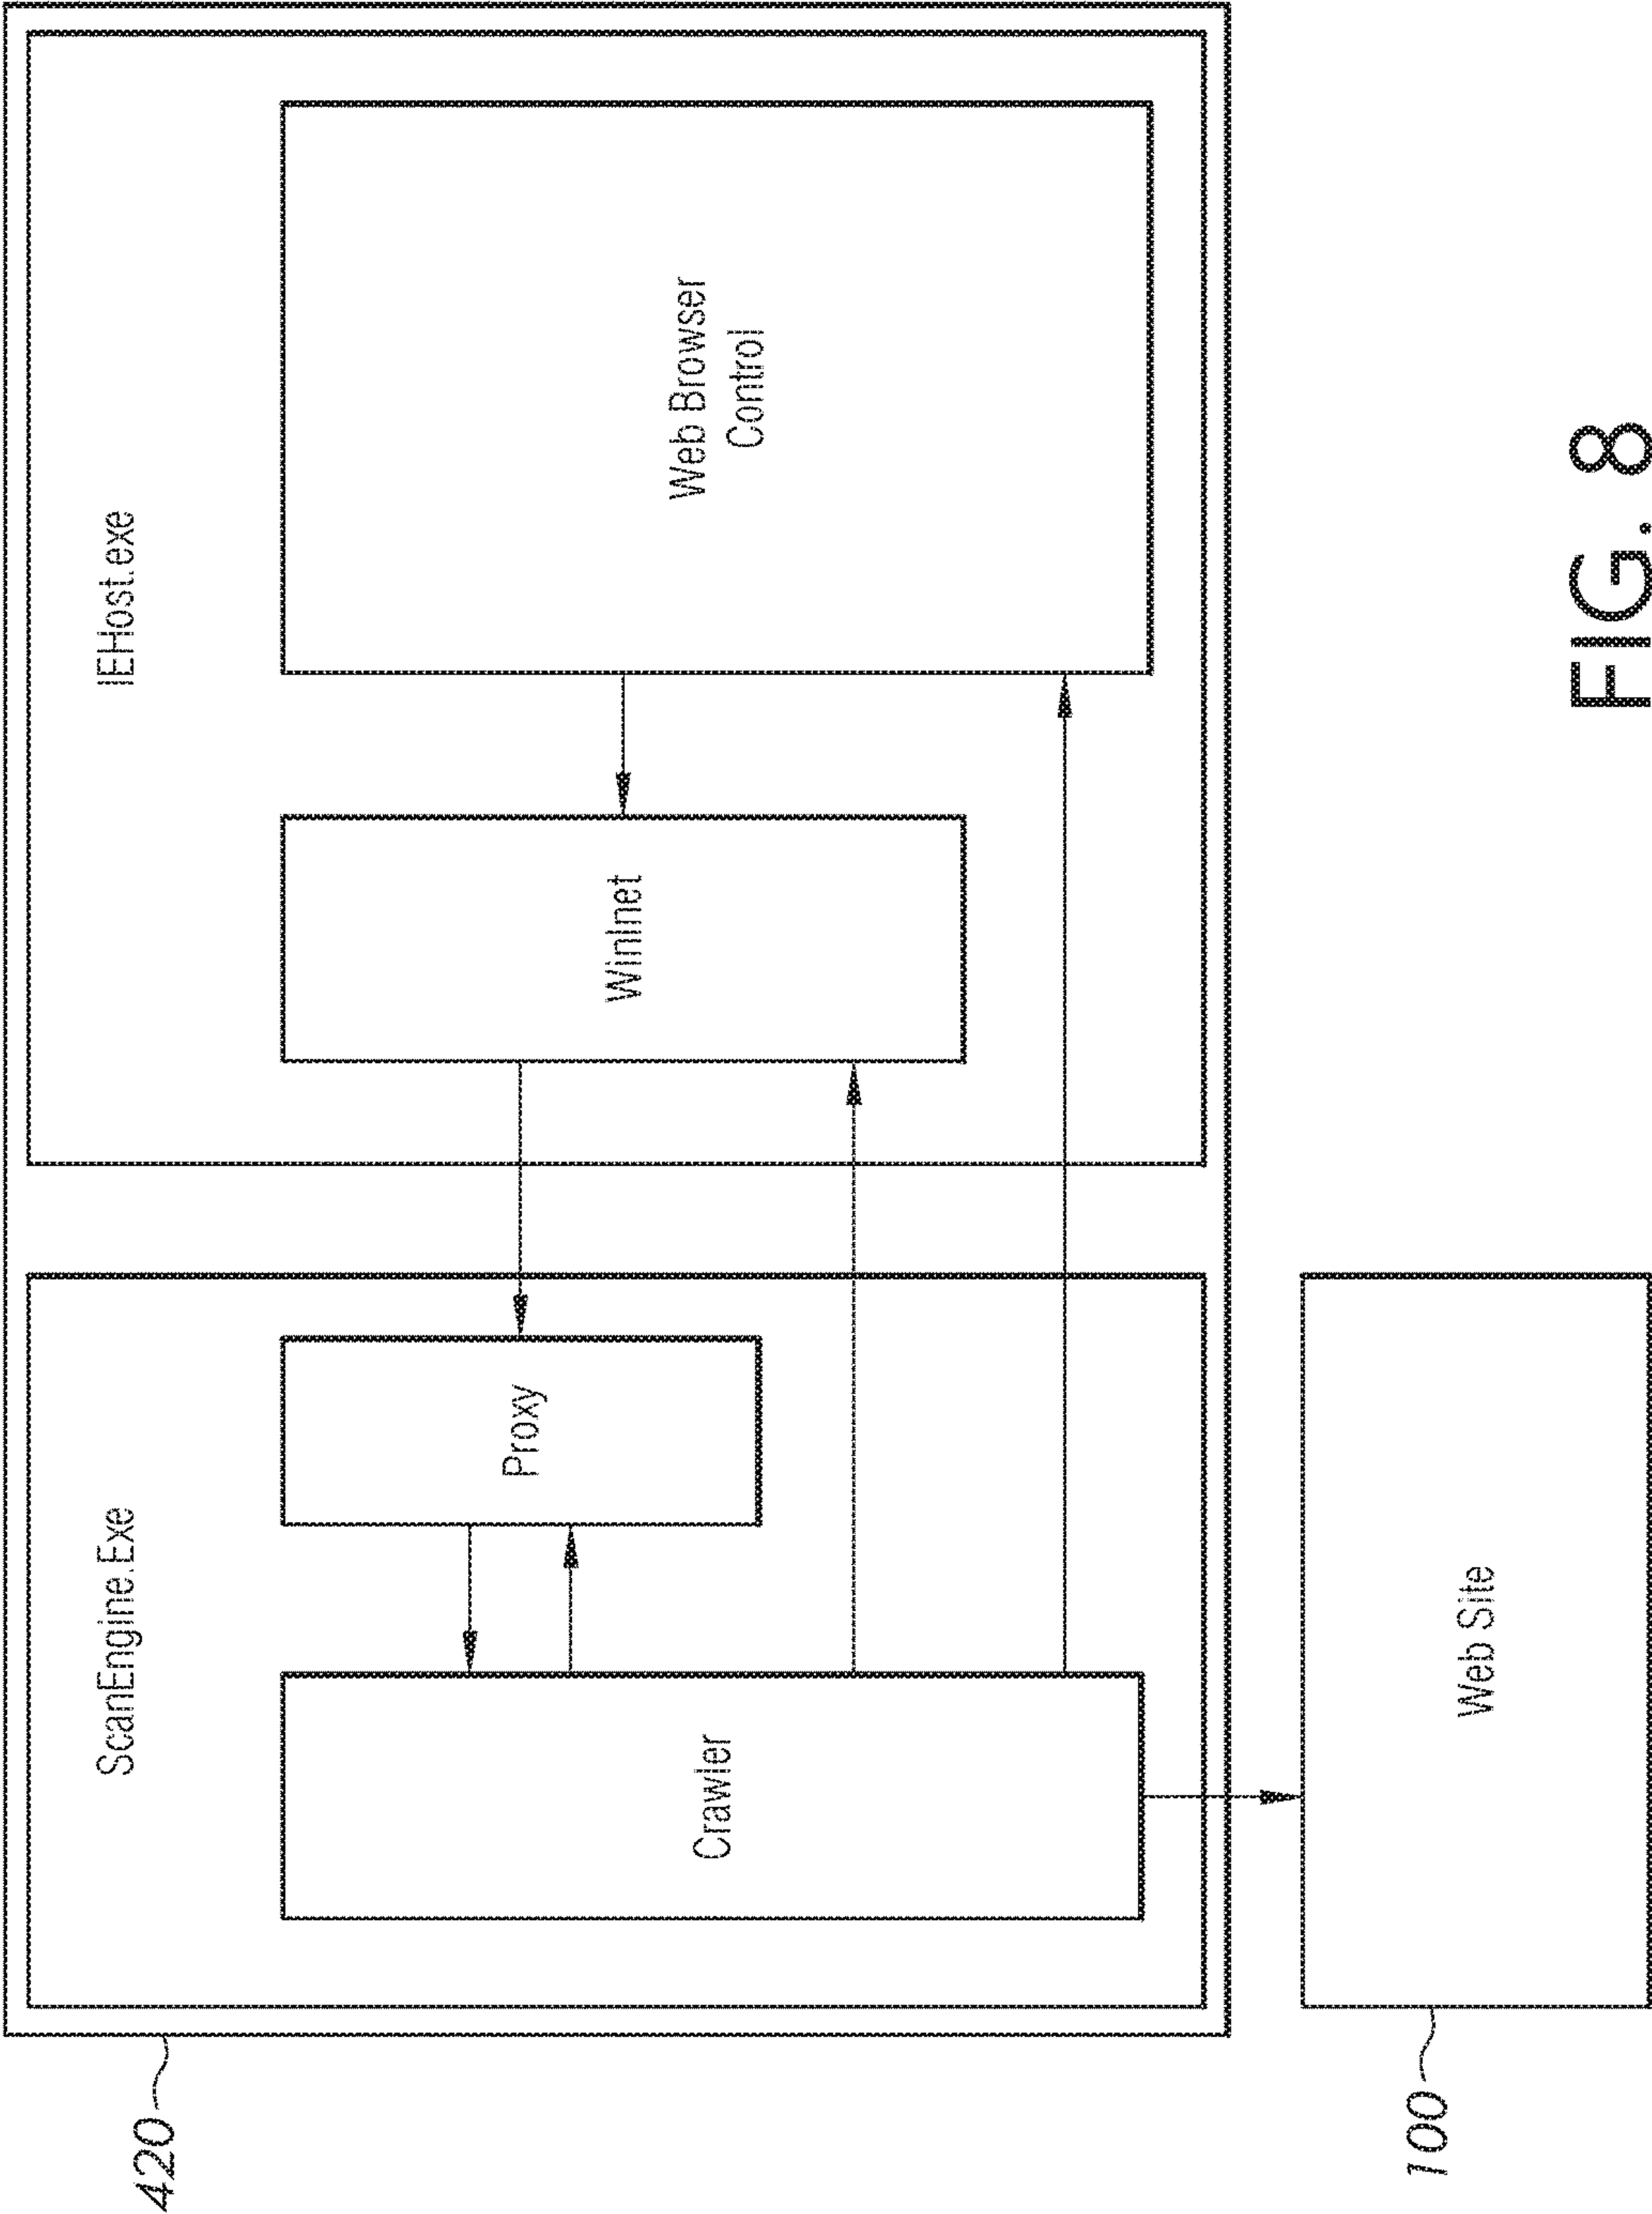 420
ScanEngine.Exe
IEHost.exe
Crawler
Proxy
WinInet
Web Browser
Control
100
Web Site
FIG. 8